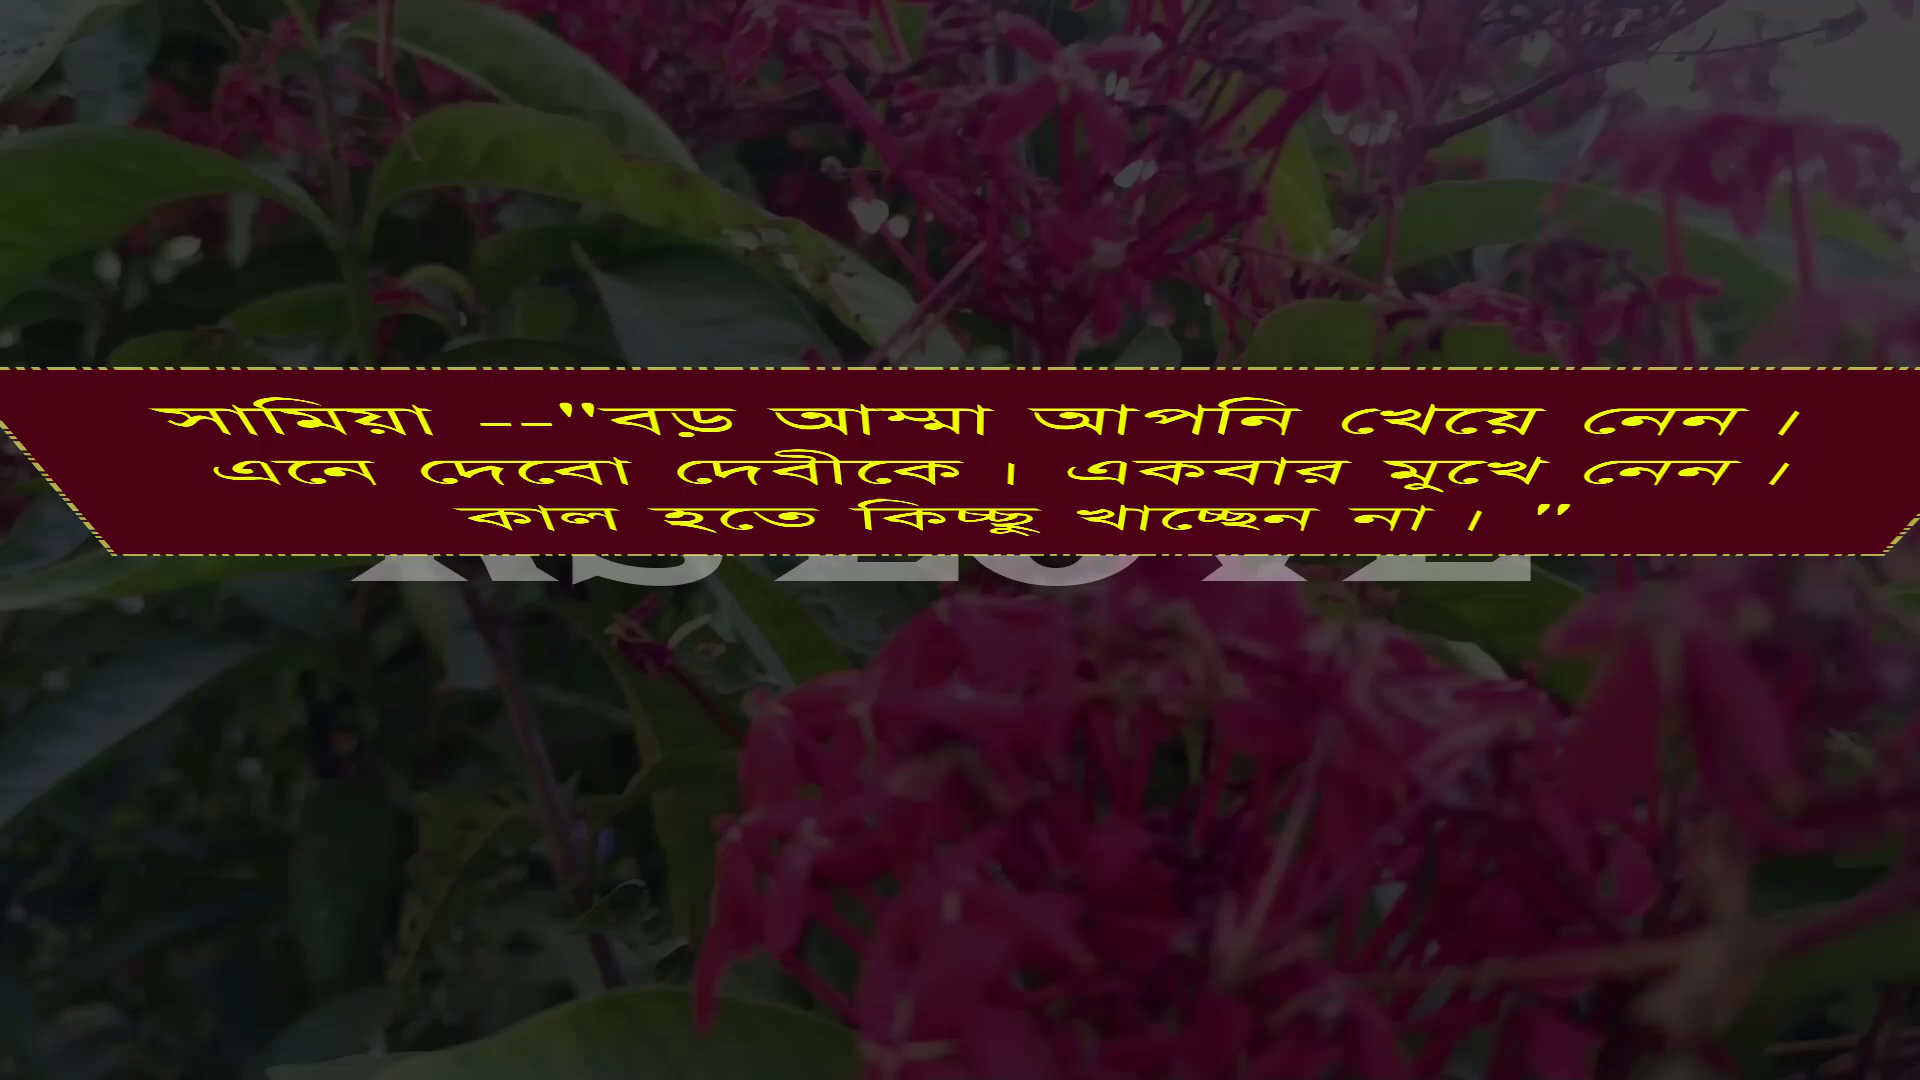 সামিয়া --"বড় আম্মা আপনি খেয়ে নেন ।
এনে দেবো দেবীকে । একবার মুখে নেন ।
কাল হতে কিচ্ছু খাচ্ছেন না । "